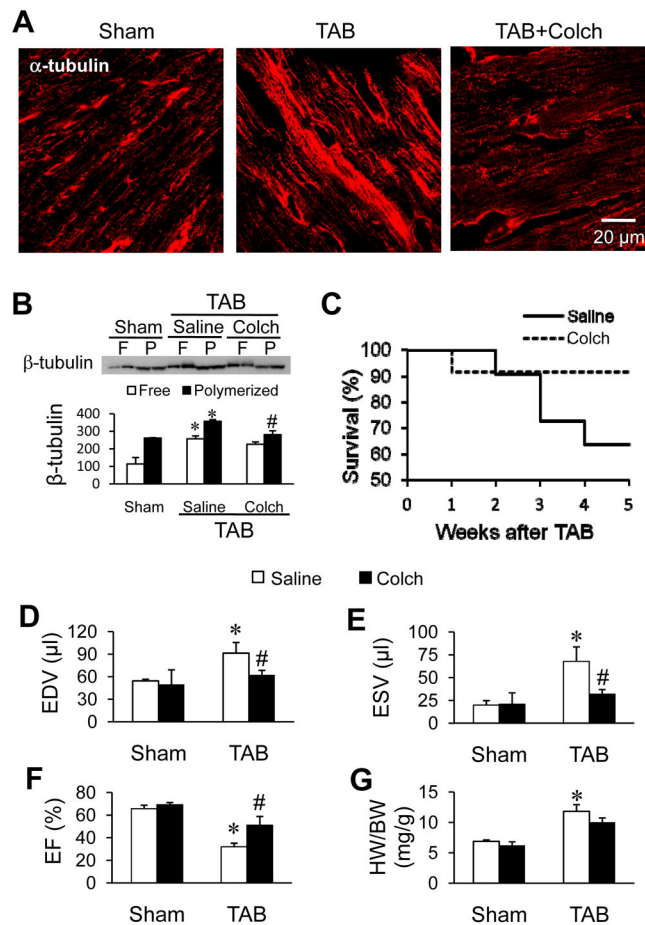 A
Sham
TAB
TAB+Colch
α-tubulin
20 µm
B
TAB
Sham
Saline
Colch
F P F P F P
β-tubulin
Free
Polymerized
β-tubulin
400
300
200
100
0
*
*
#
Sham
Saline
Colch
TAB
C
Saline
Colch
Survival (%)
100
90
80
70
60
50
0 1 2 3 4 5
Weeks after TAB
Saline
Colch
D
EDV (µl)
120
90
60
30
0
*
#
Sham
TAB
E
ESV (µl)
100
75
50
25
0
*
#
Sham
TAB
F
EF (%)
80
60
40
20
0
*
#
Sham
TAB
G
HW/BW
(mg/g)
15
10
5
0
*
Sham
TAB